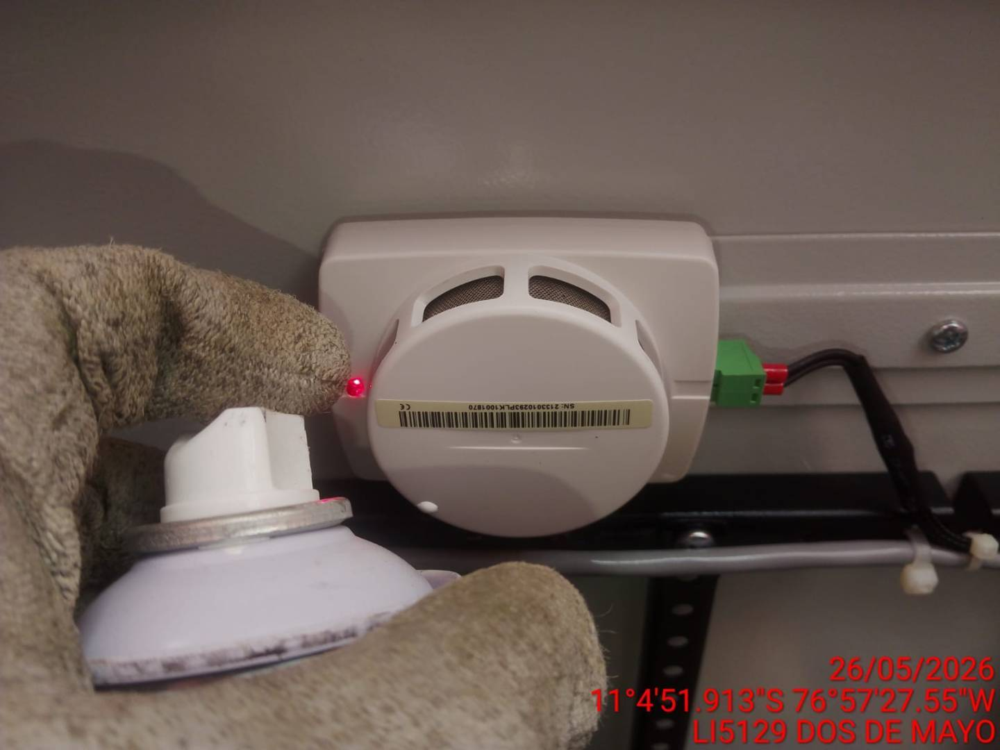 SN: 2133010293PLK1001870
CE
26/05/2026
11°4'51.913"S 76°57'27.55"W
LI5129 DOS DE MAYO